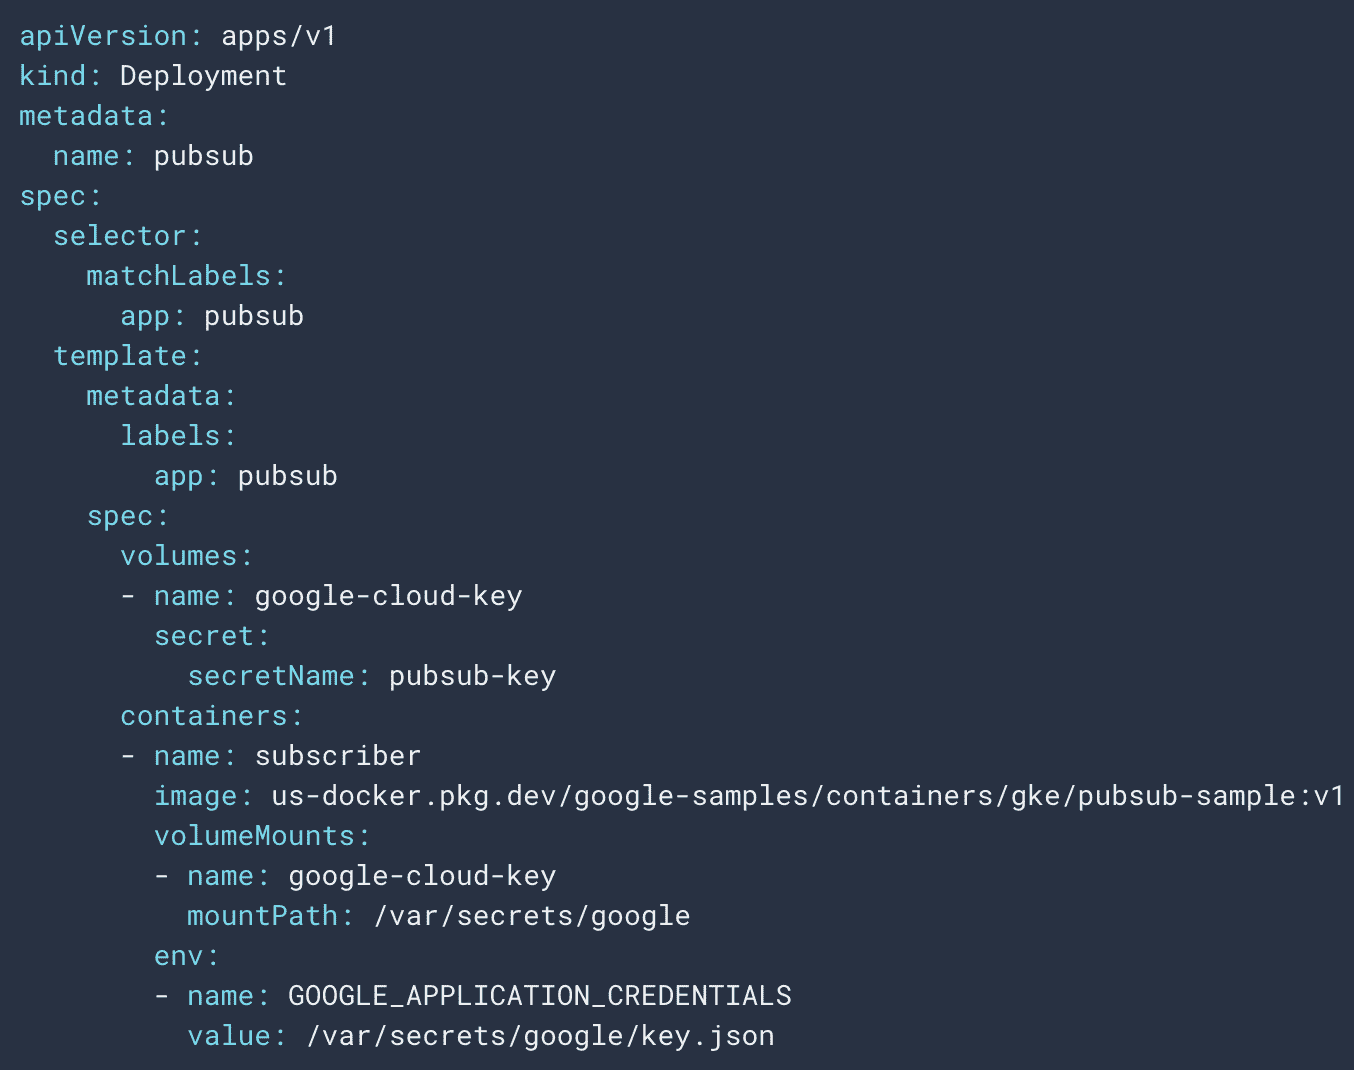 apiVersion: apps/v1
kind: Deployment
metadata:
  name: pubsub
spec:
  selector:
    matchLabels:
      app: pubsub
  template:
    metadata:
      labels:
        app: pubsub
    spec:
      volumes:
      - name: google-cloud-key
        secret:
          secretName: pubsub-key
      containers:
      - name: subscriber
        image: us-docker.pkg.dev/google-samples/containers/gke/pubsub-sample:v1
        volumeMounts:
        - name: google-cloud-key
          mountPath: /var/secrets/google
        env:
        - name: GOOGLE_APPLICATION_CREDENTIALS
          value: /var/secrets/google/key.json